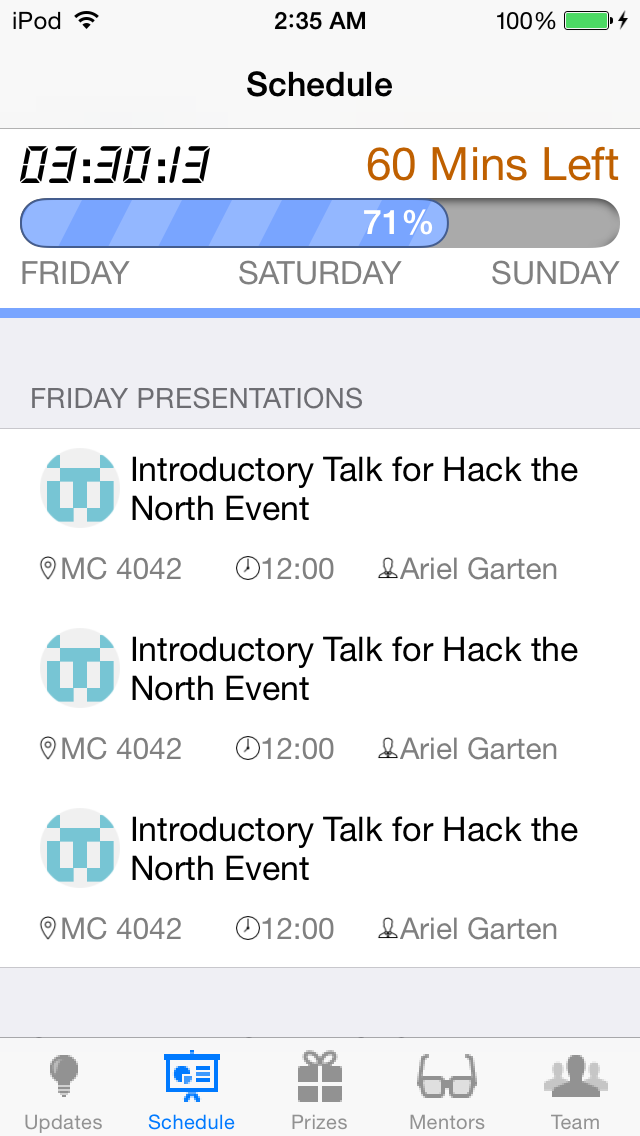 iPod 2:35 AM 100%
Schedule
03:30:13 60 Mins Left
71%
FRIDAY SATURDAY SUNDAY
FRIDAY PRESENTATIONS
Introductory Talk for Hack the
North Event
MC 4042 12:00 Ariel Garten
Introductory Talk for Hack the
North Event
MC 4042 12:00 Ariel Garten
Introductory Talk for Hack the
North Event
MC 4042 12:00 Ariel Garten
Updates Schedule Prizes Mentors Team